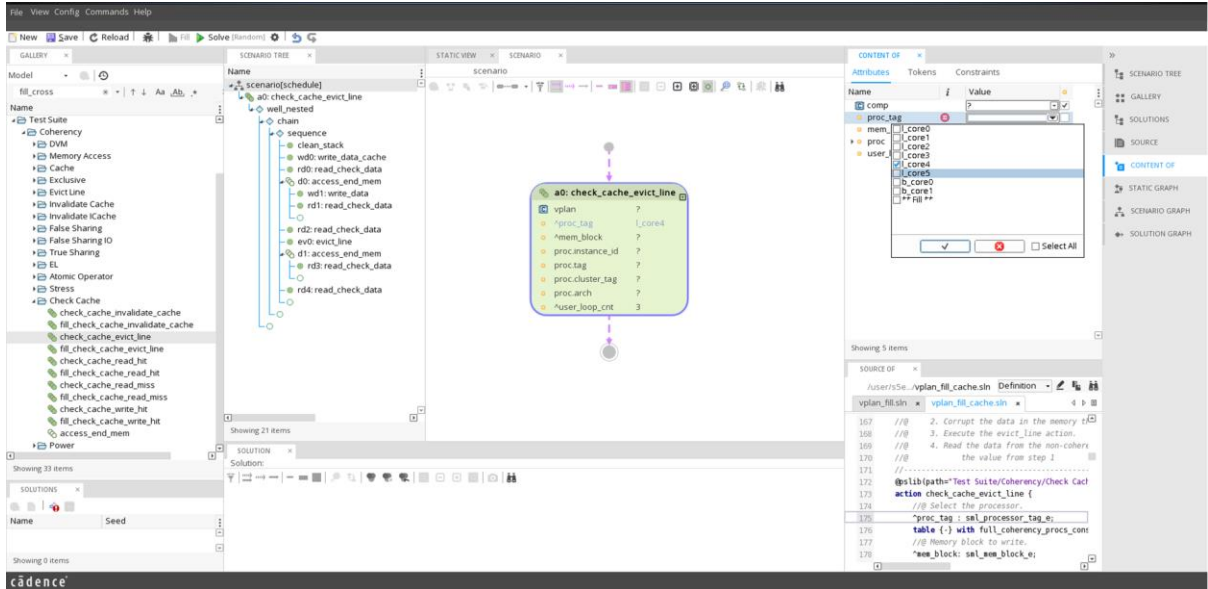 File View Config Commands Help
New Save Reload Fill Solve [Random]
GALLERY
Model
fill_cross
Aa Ab
Name
Test Suite
Coherency
DVM
Memory Access
Cache
Exclusive
Evict Line
Invalidate Cache
Invalidate ICache
False Sharing
False Sharing IO
True Sharing
EL
Atomic Operator
Stress
Check Cache
check_cache_invalidate_cache
fill_check_cache_invalidate_cache
check_cache_evict_line
fill_check_cache_evict_line
check_cache_read_hit
fill_check_cache_read_hit
check_cache_read_miss
fill_check_cache_read_miss
check_cache_write_hit
fill_check_cache_write_hit
access_end_mem
Power
Showing 33 items
SOLUTIONS
Name Seed
Showing 0 items
cādence
SCENARIO TREE
Name
scenario[schedule]
a0: check_cache_evict_line
well_nested
chain
sequence
clean_stack
wd0: write_data_cache
rd0: read_check_data
d0: access_end_mem
wd1: write_data
rd1: read_check_data
rd2: read_check_data
ev0: evict_line
d1: access_end_mem
rd3: read_check_data
rd4: read_check_data
Showing 21 items
STATIC VIEW SCENARIO
scenario
a0: check_cache_evict_line
vplan ?
^proc_tag l_core4
^mem_block ?
proc.instance_id ?
proc.tag ?
proc.cluster_tag ?
proc.arch ?
^user_loop_cnt 3
SOLUTION
Solution:
CONTENT OF
Attributes Tokens Constraints
Name i Value
comp ?
proc_tag
mem_
proc
user_l
l_core0
l_core1
l_core2
l_core3
l_core4
l_core5
b_core0
b_core1
** Fill **
Select All
Showing 5 items
SOURCE OF
/user/s5e.../vplan_fill_cache.sln Definition
vplan_fill.sln vplan_fill_cache.sln
167 //@ 2. Corrupt the data in the memory t
168 //@ 3. Execute the evict_line action.
169 //@ 4. Read the data from the non-cohere
170 //@ the value from step 1
171 //----------------------------------------
172 @pslib(path="Test Suite/Coherency/Check Cach
173 action check_cache_evict_line {
174 //@ Select the processor.
175 ^proc_tag : sml_processor_tag_e;
176 table {-} with full_coherency_procs_cons
177 //@ Memory block to write.
178 ^mem_block: sml_mem_block_e;
SCENARIO TREE
GALLERY
SOLUTIONS
SOURCE
CONTENT OF
STATIC GRAPH
SCENARIO GRAPH
SOLUTION GRAPH